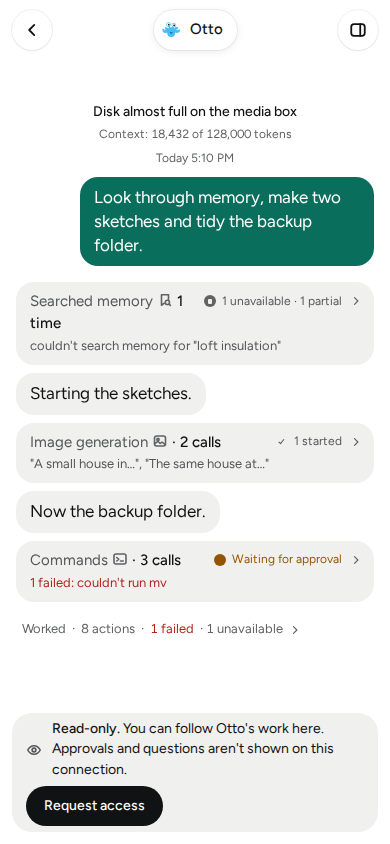 Otto
Disk almost full on the media box
Context: 18,432 of 128,000 tokens
Today 5:10 PM
Look through memory, make two
sketches and tidy the backup
folder.
Searched memory 1 1 unavailable · 1 partial
time
couldn't search memory for "loft insulation"
Starting the sketches.
Image generation · 2 calls 1 started
"A small house in…", "The same house at…"
Now the backup folder.
Commands · 3 calls Waiting for approval
1 failed: couldn't run mv
Worked · 8 actions · 1 failed · 1 unavailable
Read-only. You can follow Otto's work here.
Approvals and questions aren't shown on this
connection.
Request access